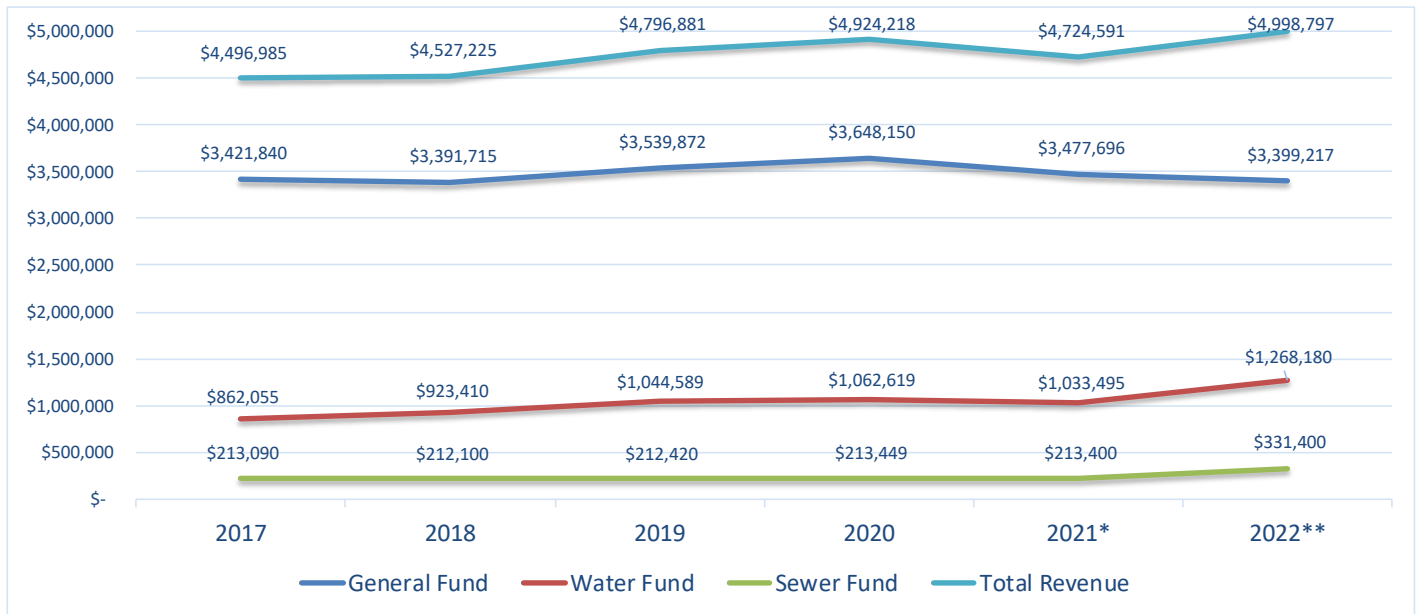 $5,000,000
$4,500,000
$4,000,000
$3,500,000
$3,000,000
$2,500,000
$2,000,000
$1,500,000
$1,000,000
$500,000
$-
$4,496,985 $4,527,225 $4,796,881 $4,924,218 $4,724,591 $4,998,797
$3,421,840 $3,391,715 $3,539,872 $3,648,150 $3,477,696 $3,399,217
$862,055 $923,410 $1,044,589 $1,062,619 $1,033,495 $1,268,180
$213,090 $212,100 $212,420 $213,449 $213,400 $331,400
2017 2018 2019 2020 2021* 2022**
General Fund Water Fund Sewer Fund Total Revenue